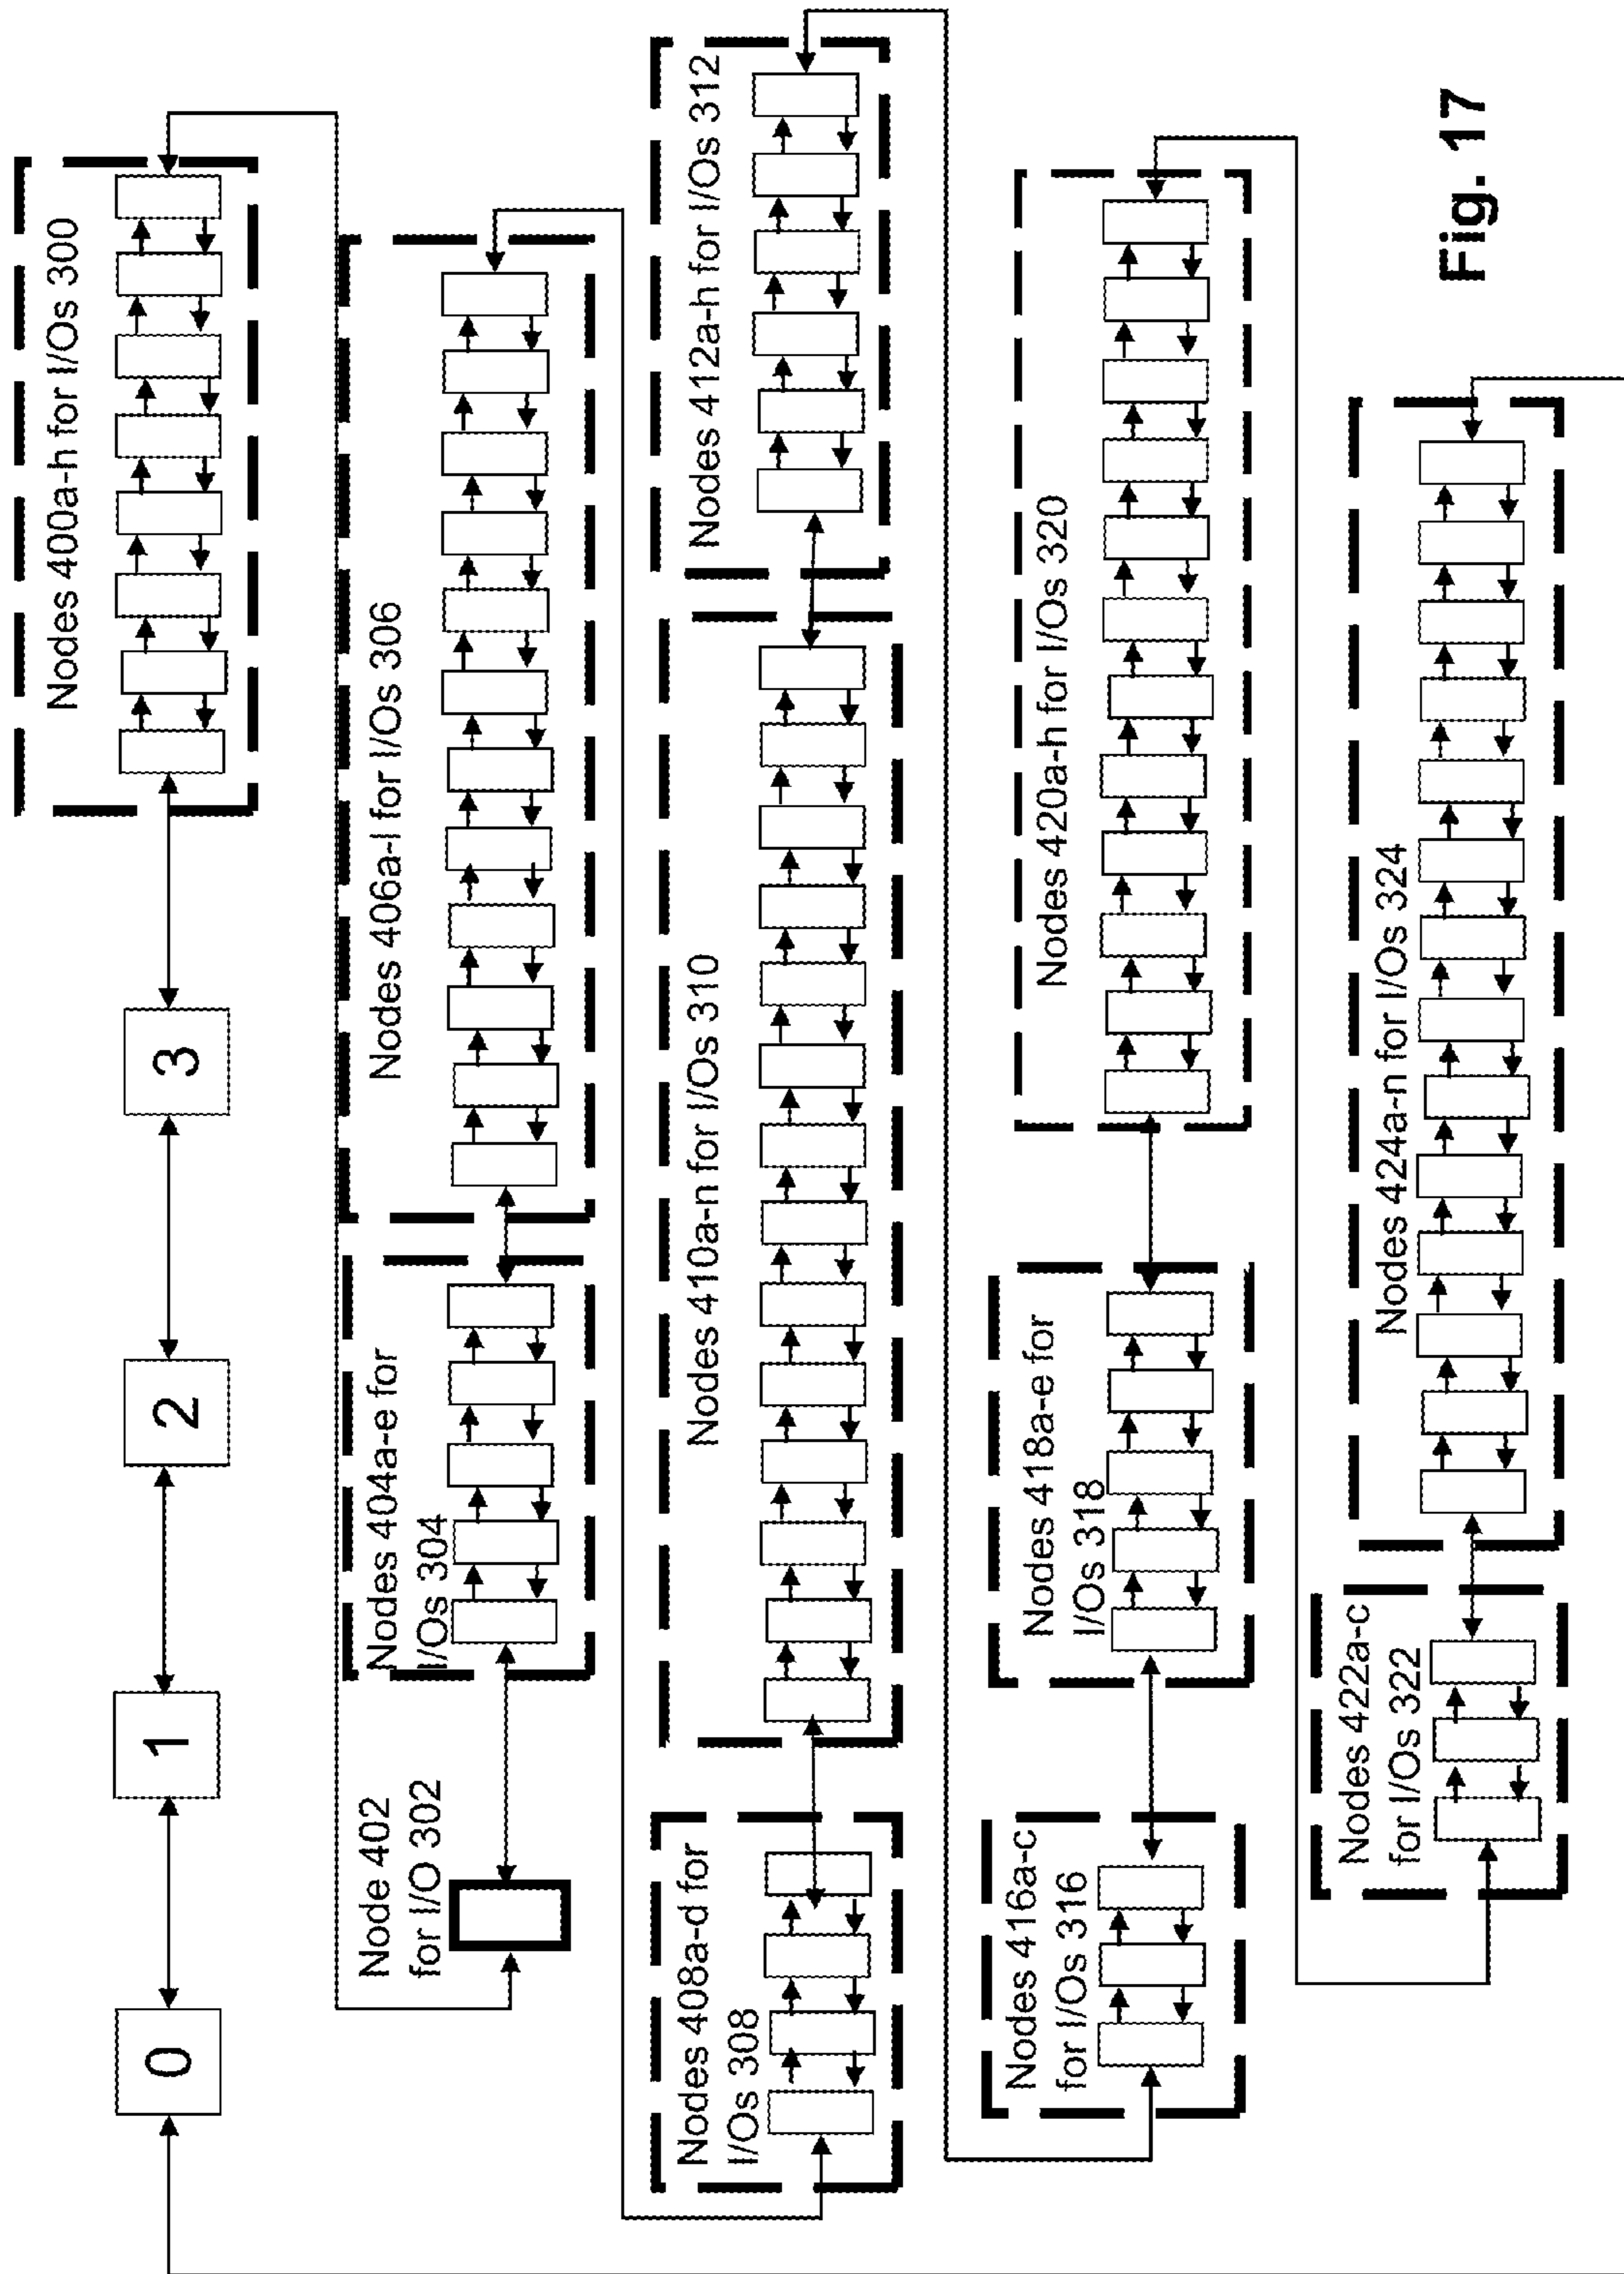 0
1
2
3
Nodes 400a-h for I/Os 300
Node 402
for I/O 302
Nodes 404a-e for
I/Os 304
Nodes 406a-l for I/Os 306
Nodes 408a-d for
I/Os 308
Nodes 410a-n for I/Os 310
Nodes 412a-h for I/Os 312
Nodes 416a-c
for I/Os 316
Nodes 418a-e for
I/Os 318
Nodes 420a-h for I/Os 320
Nodes 422a-c
for I/Os 322
Nodes 424a-n for I/Os 324
Fig. 17